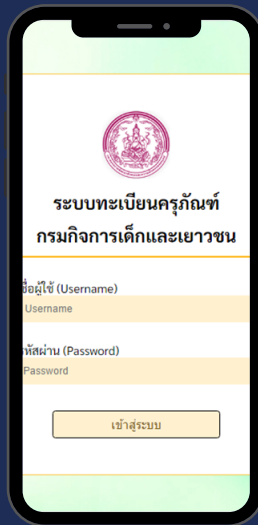 ระบบทะเบียนครุภัณฑ์
กรมกิจการเด็กและเยาวชน
ชื่อผู้ใช้ (Username)
Username
รหัสผ่าน (Password)
Password
เข้าสู่ระบบ